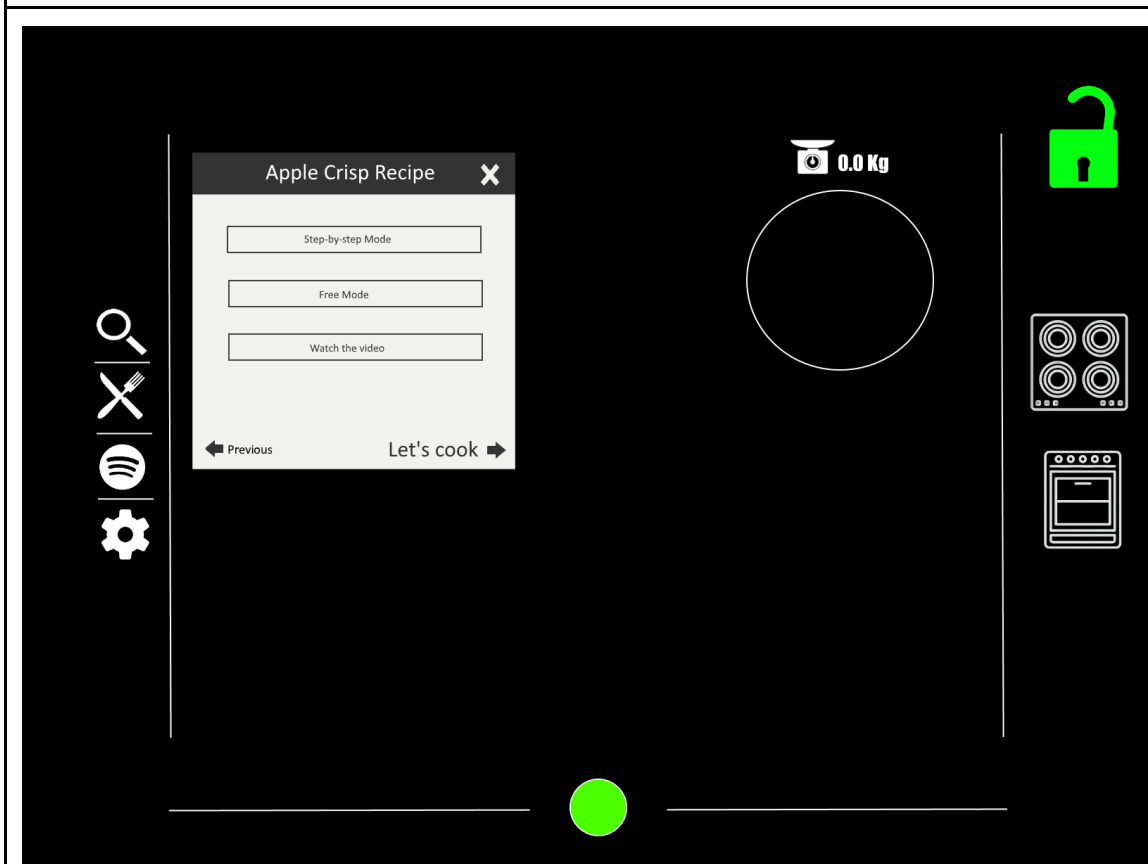 Apple Crisp Recipe
0.0 Kg
Step-by-step Mode
Free Mode
Watch the video
Previous
Let's cook